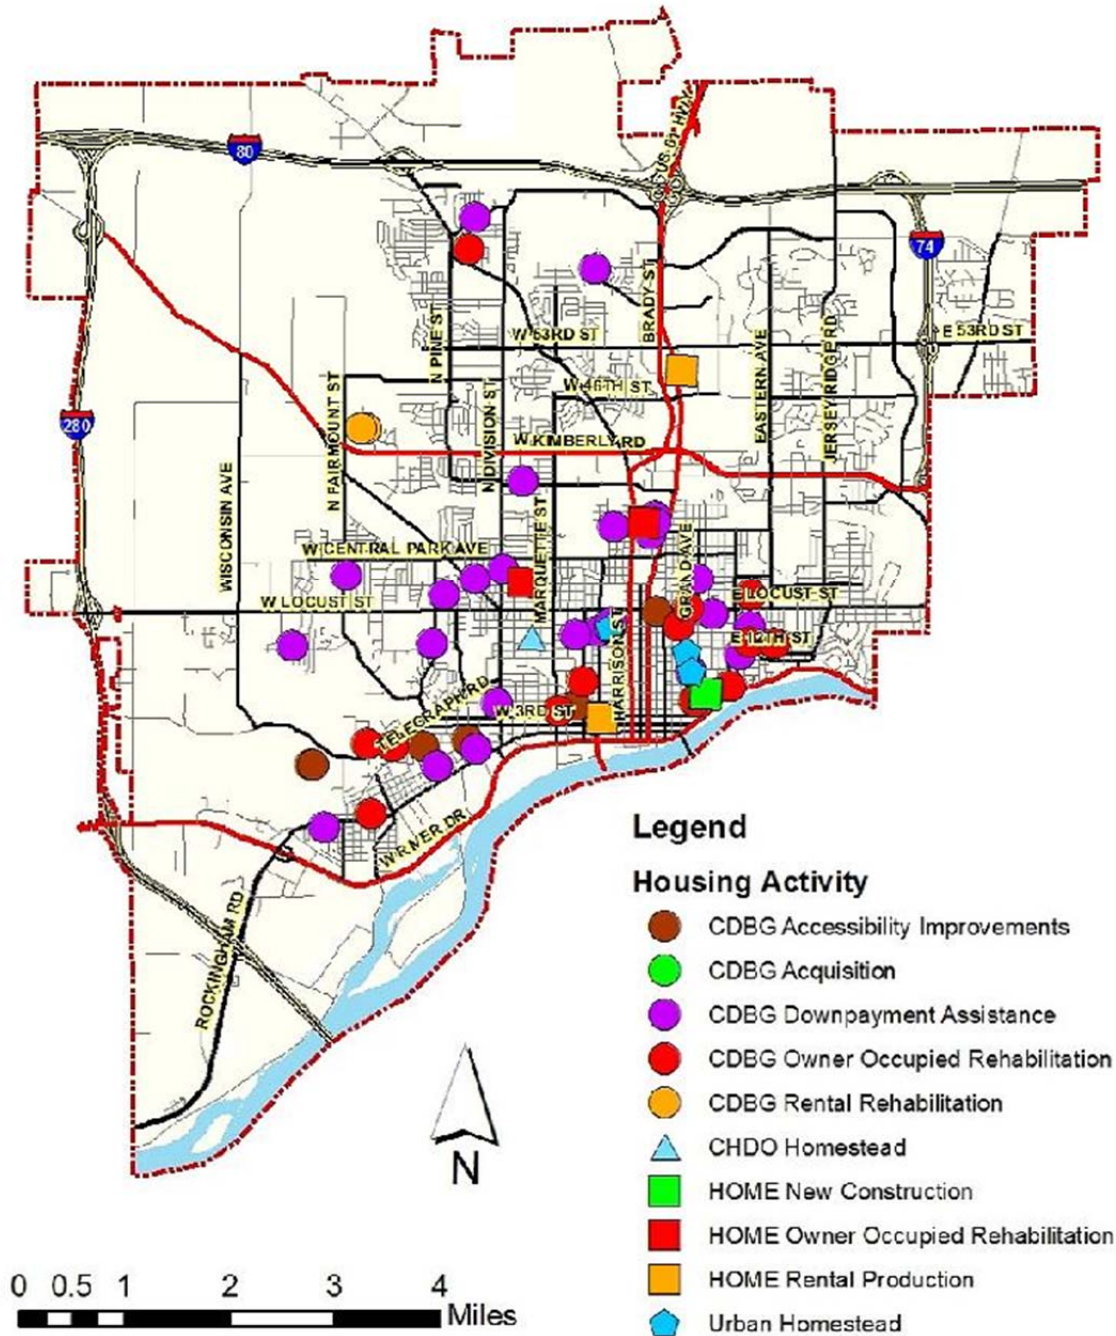 US 67 HWY
80
74
BRADY ST
E 53RD ST
W 53RD ST
N PINE ST
EASTERN AVE
JERSEY RIDGE RD
W 46TH ST
N FAIRMOUNT ST
N DIVISION ST
280
W KIMBERLY RD
WISCONSIN AVE
MARQUETTE ST
GRAND AVE
W CENTRAL PARK AVE
W LOCUST ST
E LOCUST ST
HARRISON ST
E 12TH ST
TELEGRAPH RD
W 3RD ST
W RIVER DR
ROCKINGHAM RD
Legend
Housing Activity
CDBG Accessibility Improvements
CDBG Acquisition
CDBG Downpayment Assistance
CDBG Owner Occupied Rehabilitation
CDBG Rental Rehabilitation
CHDO Homestead
HOME New Construction
HOME Owner Occupied Rehabilitation
HOME Rental Production
Urban Homestead
N
0 0.5 1 2 3 4
Miles